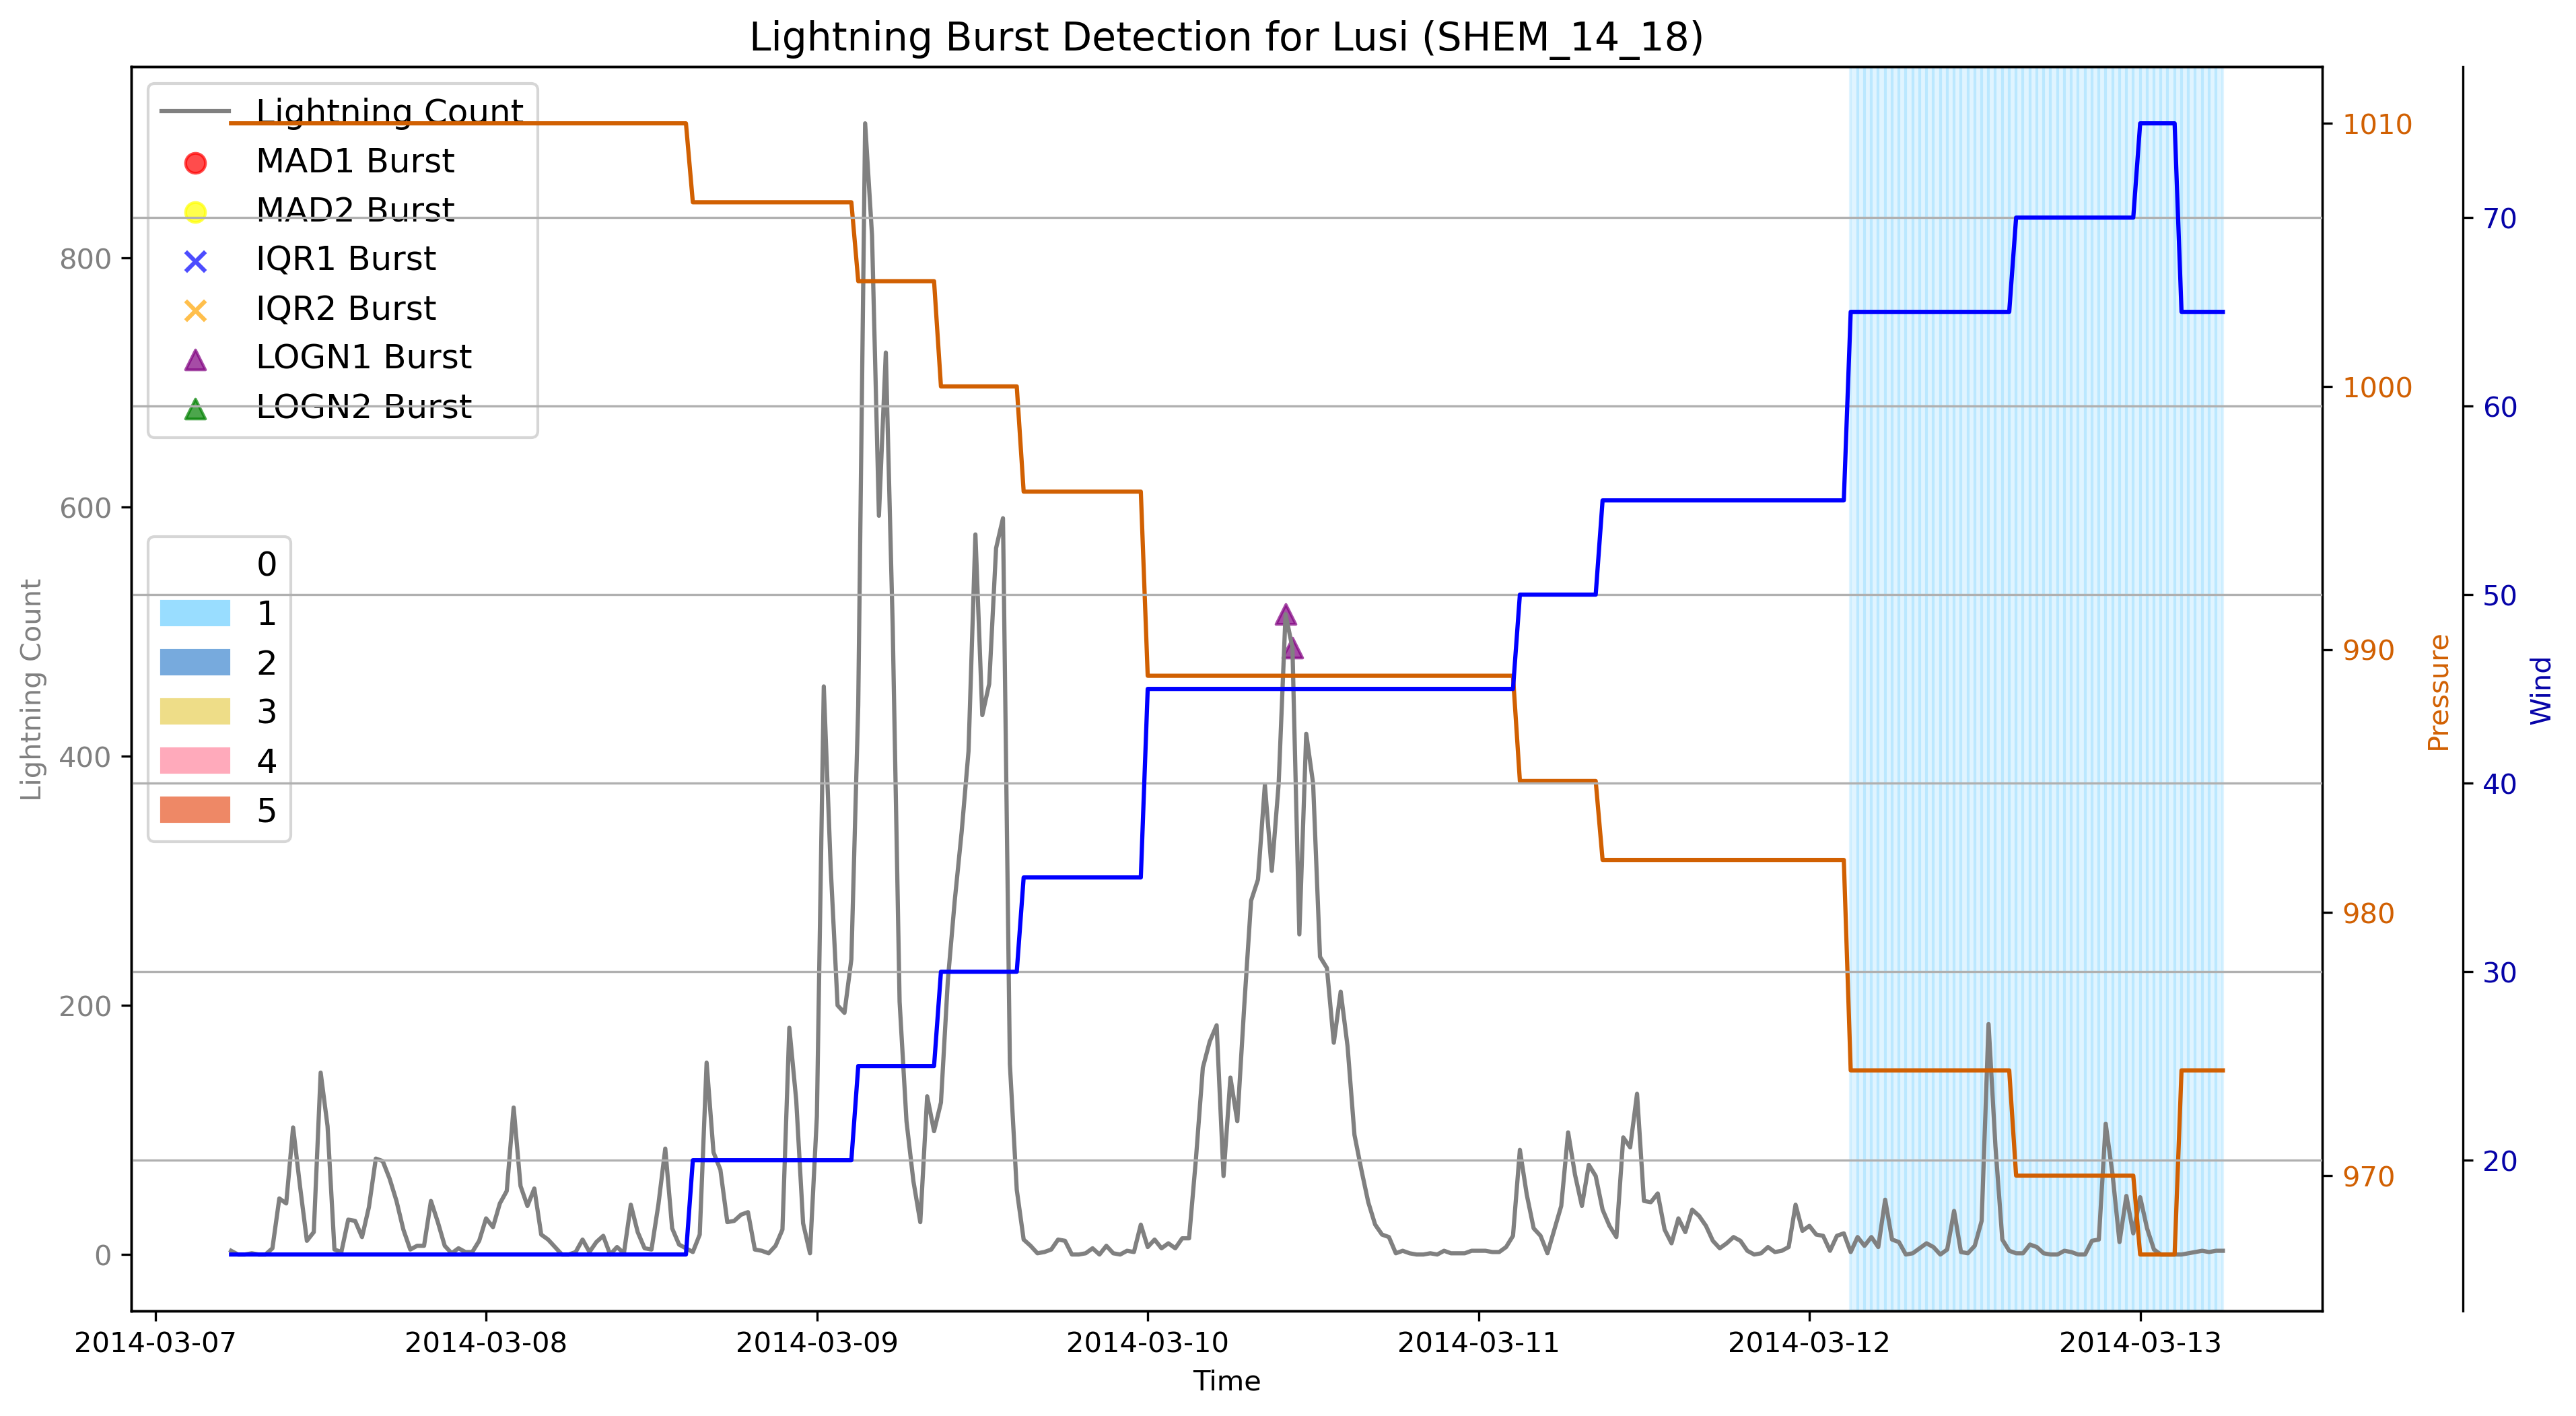 Lightning Burst Detection for Lusi (SHEM_14_18)
Lightning Count
MAD1 Burst
MAD2 Burst
IQR1 Burst
IQR2 Burst
LOGN1 Burst
LOGN2 Burst
0
1
2
3
4
5
Lightning Count
800
600
400
200
0
1010
1000
990
980
970
Pressure
70
60
50
40
30
20
Wind
2014-03-07
2014-03-08
2014-03-09
2014-03-10
2014-03-11
2014-03-12
2014-03-13
Time